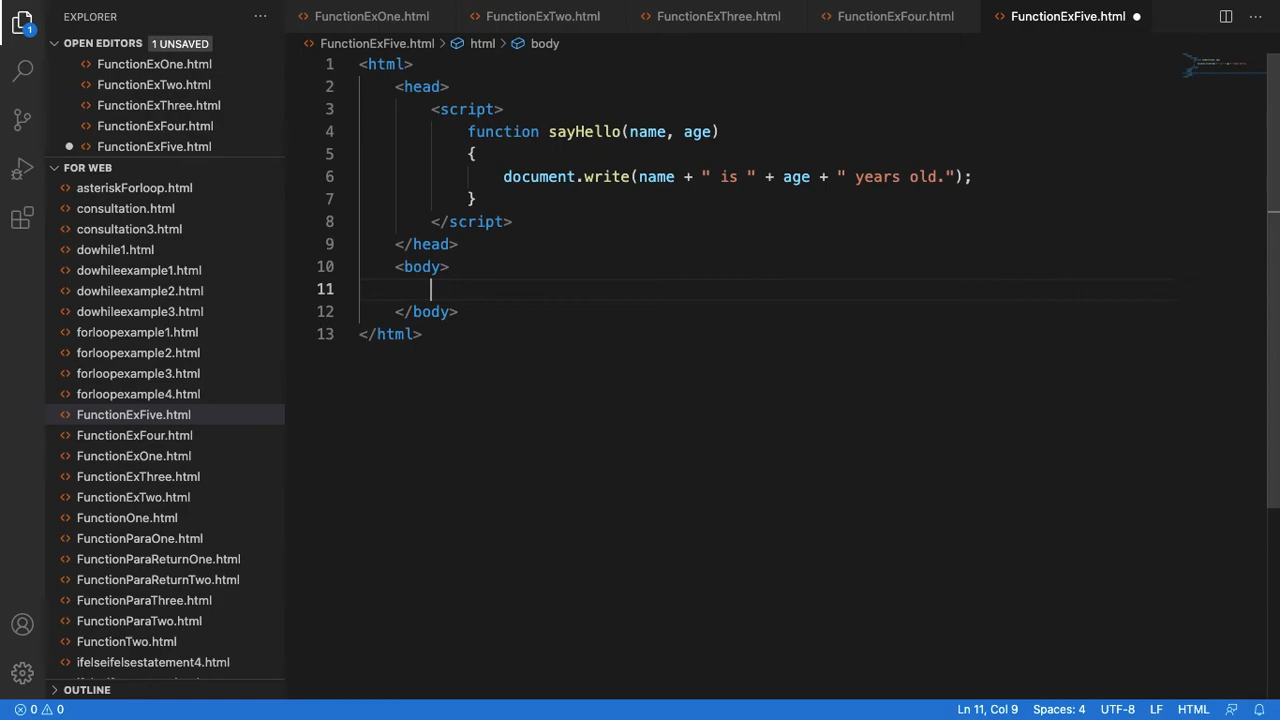 EXPLORER
FunctionExOne.html
FunctionExTwo.html
FunctionExThree.html
FunctionExFour.html
FunctionExFive.html
1
OPEN EDITORS 1 UNSAVED
FunctionExOne.html
FunctionExTwo.html
FunctionExThree.html
FunctionExFour.html
FunctionExFive.html
FOR WEB
asteriskForloop.html
consultation.html
consultation3.html
dowhile1.html
dowhileexample1.html
dowhileexample2.html
dowhileexample3.html
forloopexample1.html
forloopexample2.html
forloopexample3.html
forloopexample4.html
FunctionExFive.html
FunctionExFour.html
FunctionExOne.html
FunctionExThree.html
FunctionExTwo.html
FunctionOne.html
FunctionParaOne.html
FunctionParaReturnOne.html
FunctionParaReturnTwo.html
FunctionParaThree.html
FunctionParaTwo.html
FunctionTwo.html
ifelseifelsestatement4.html
OUTLINE
FunctionExFive.html > html > body
1 <html>
2 <head>
3 <script>
4 function sayHello(name, age)
5 {
6 document.write(name + " is " + age + " years old.");
7 }
8 </script>
9 </head>
10 <body>
11
12 </body>
13 </html>
0 0
Ln 11, Col 9
Spaces: 4
UTF-8
LF
HTML